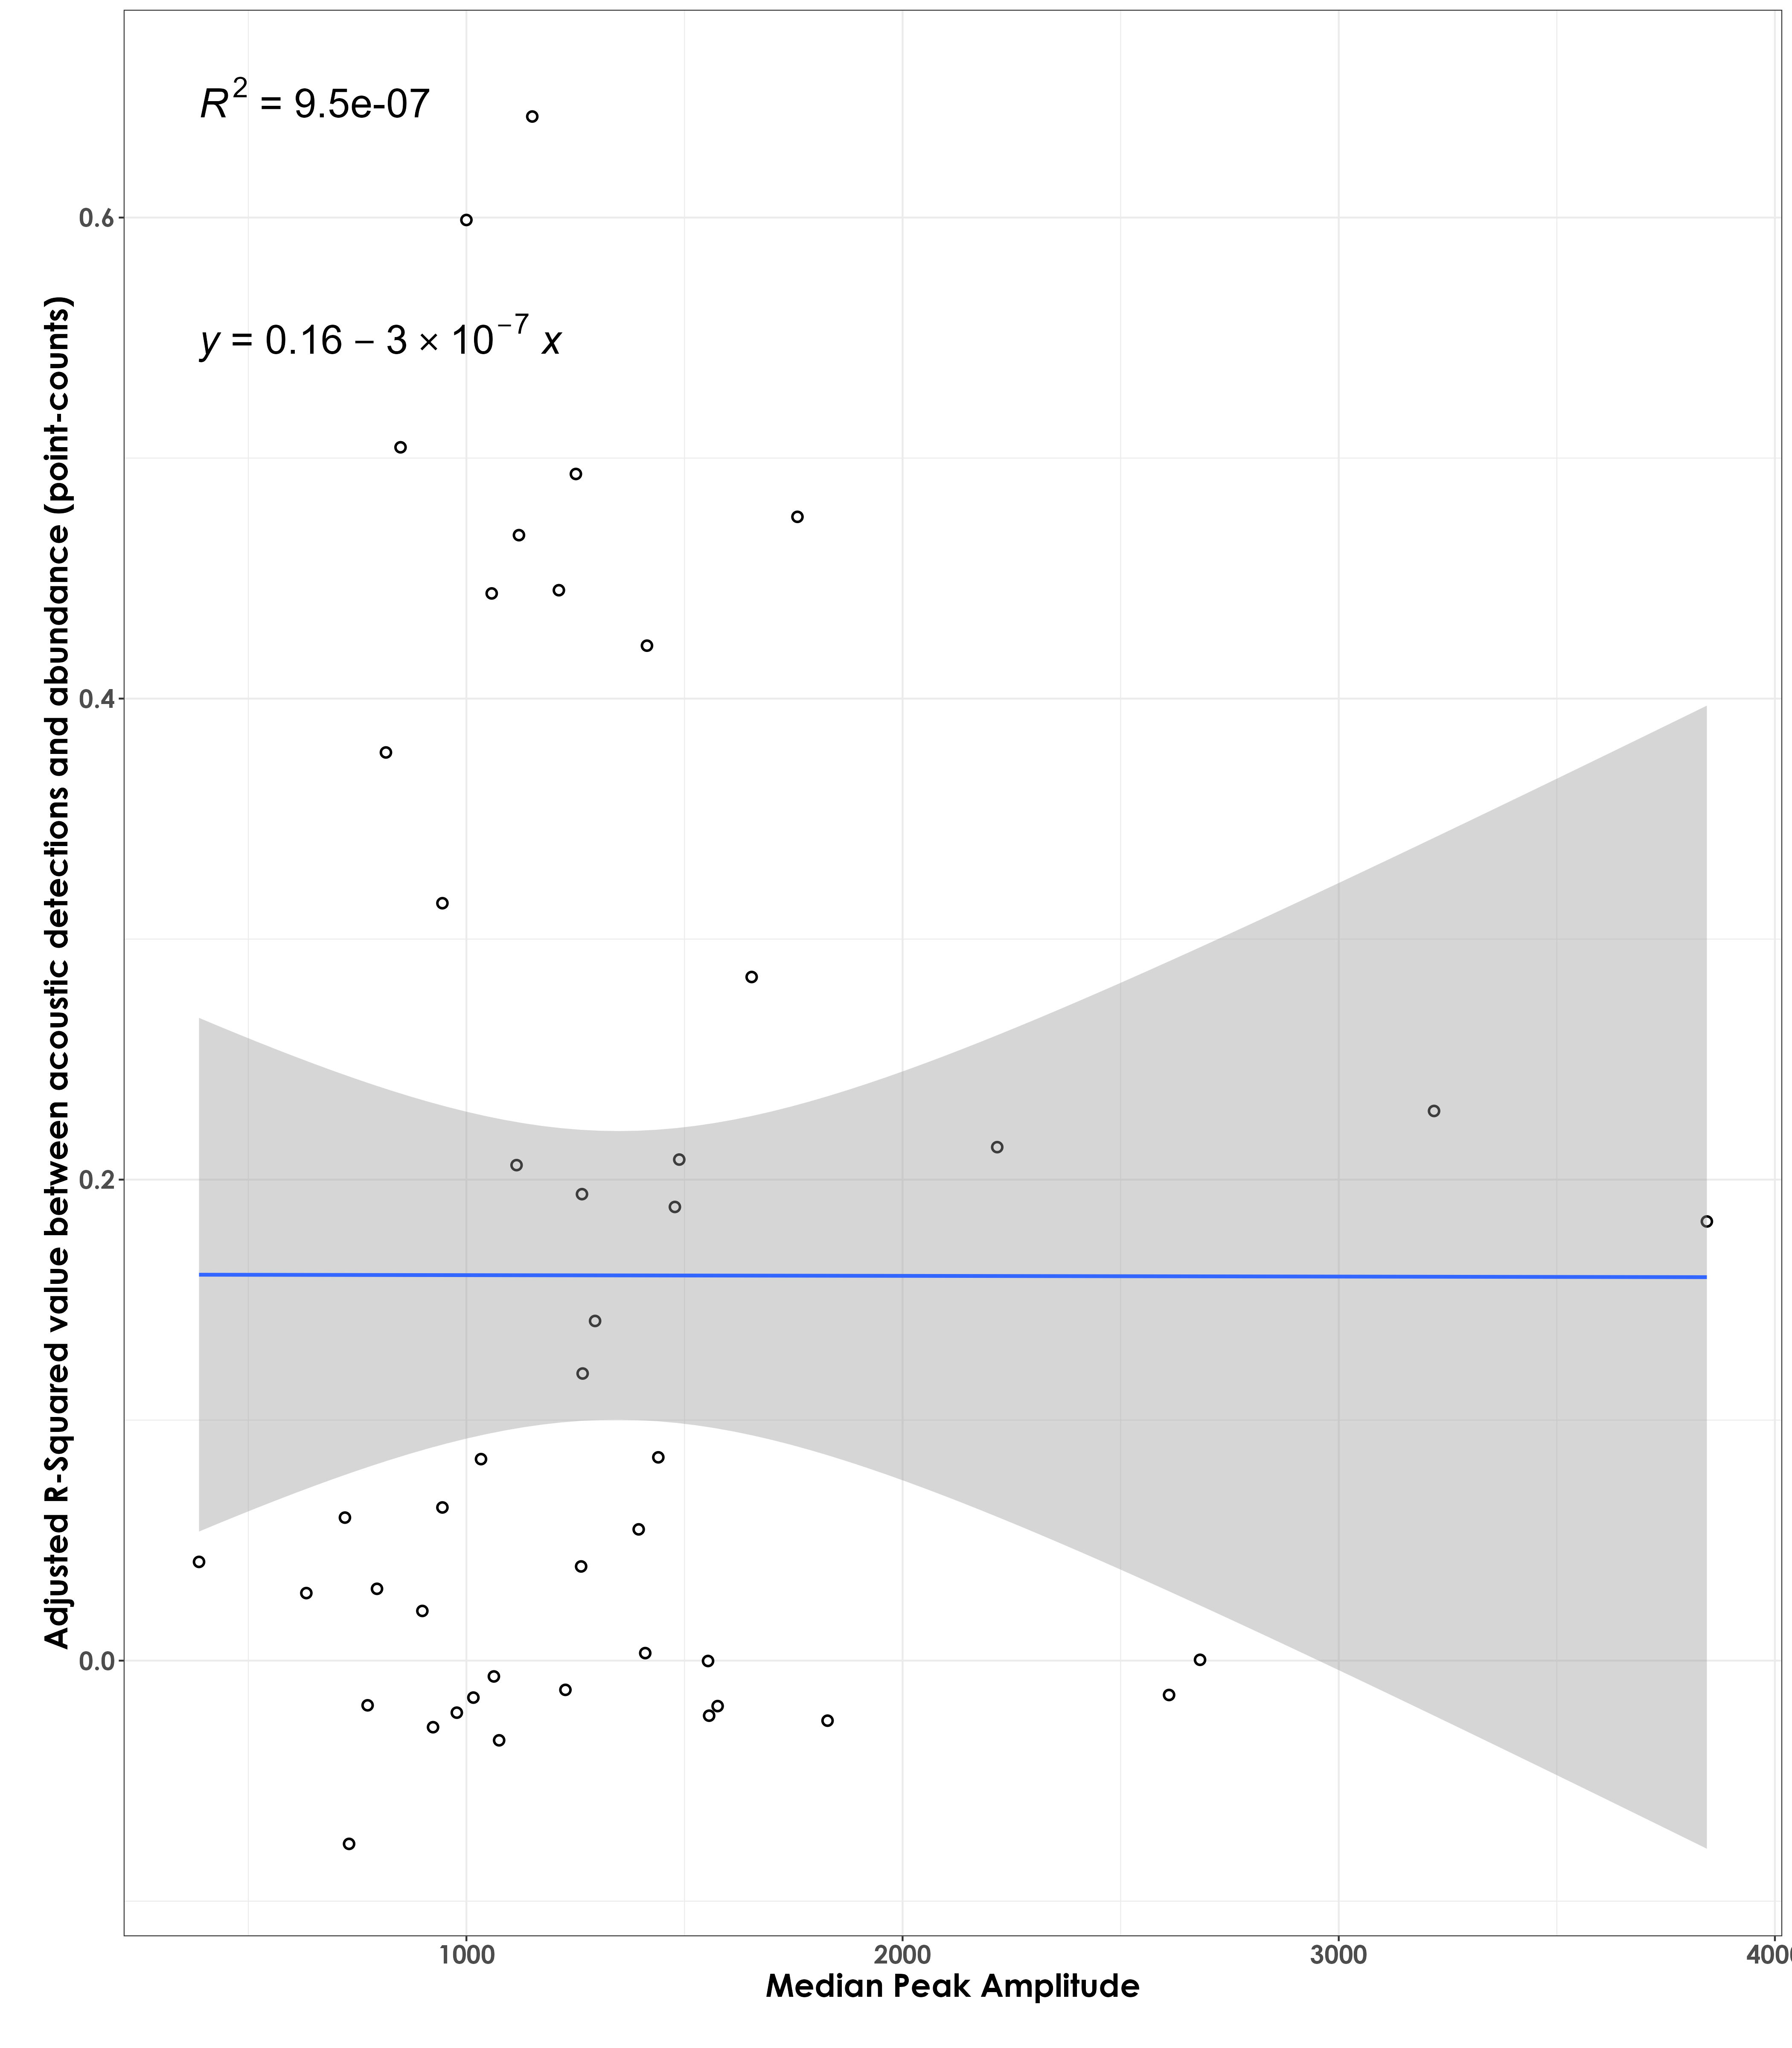 R² = 9.5e-07
y = 0.16 − 3 × 10⁻⁷ x
Adjusted R-Squared value between acoustic detections and abundance (point-counts)
0.6
0.4
0.2
0.0
1000 2000 3000 400
Median Peak Amplitude